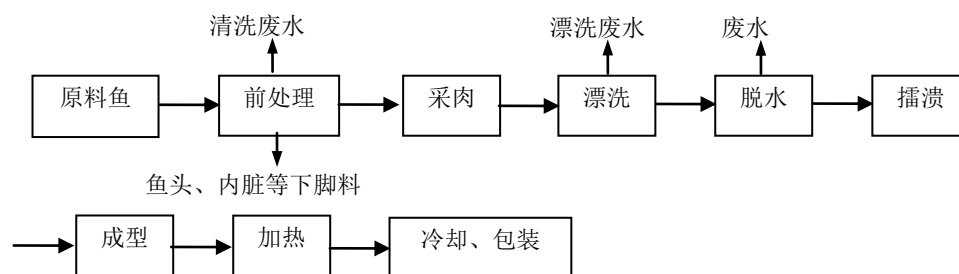 清洗废水
漂洗废水
废水
原料鱼
前处理
采肉
漂洗
脱水
擂溃
鱼头、内脏等下脚料
成型
加热
冷却、包装